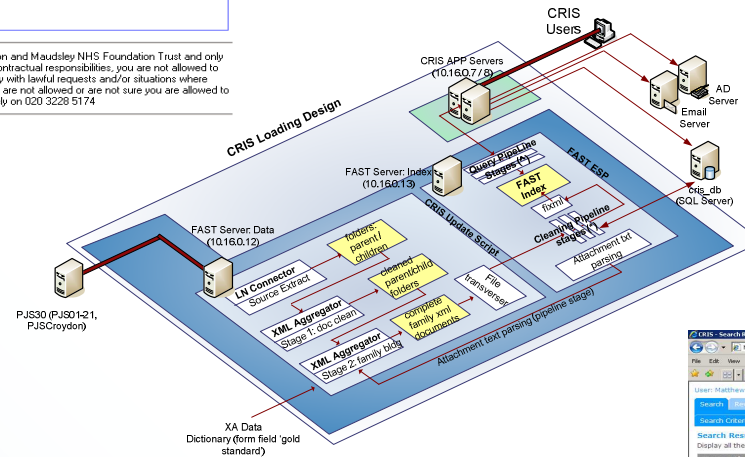 on and Maudsley NHS Foundation Trust and only
ontractual responsibilities, you are not allowed to
y with lawful requests and/or situations where
are not allowed or are not sure you are allowed to
ly on 020 3228 5174
CRIS
Users
CRIS APP Servers
(10.16.0.7/8)
AD
Server
Email
Server
CRIS Loading Design
Query PipeLine
Stages (^)
FAST ESP
FAST Server: Index
(10.16.0.13)
FAST
Index
fixml
cris_db
(SQL Server)
Cleaning Pipeline
stages (*)
CRIS Update Script
FAST Server: Data
(10.16.0.12)
folders:
parent/
children
Attachment txt
parsing
LN Connector
Source Extract
cleaned
parent/child
folders
File
transverser
PJS30 (PJS01-21,
PJSCroydon)
XML Aggregator
Stage 1: doc clean
complete
family xml
documents
XML Aggregator
Stage 2: family bldg
Attachment text parsing (pipeline stage)
XA Data
Dictionary (form field 'gold
standard')
CRIS - Search R
File Edit View
User: Matthew
Search
Search Criter
Search Res
Display all the